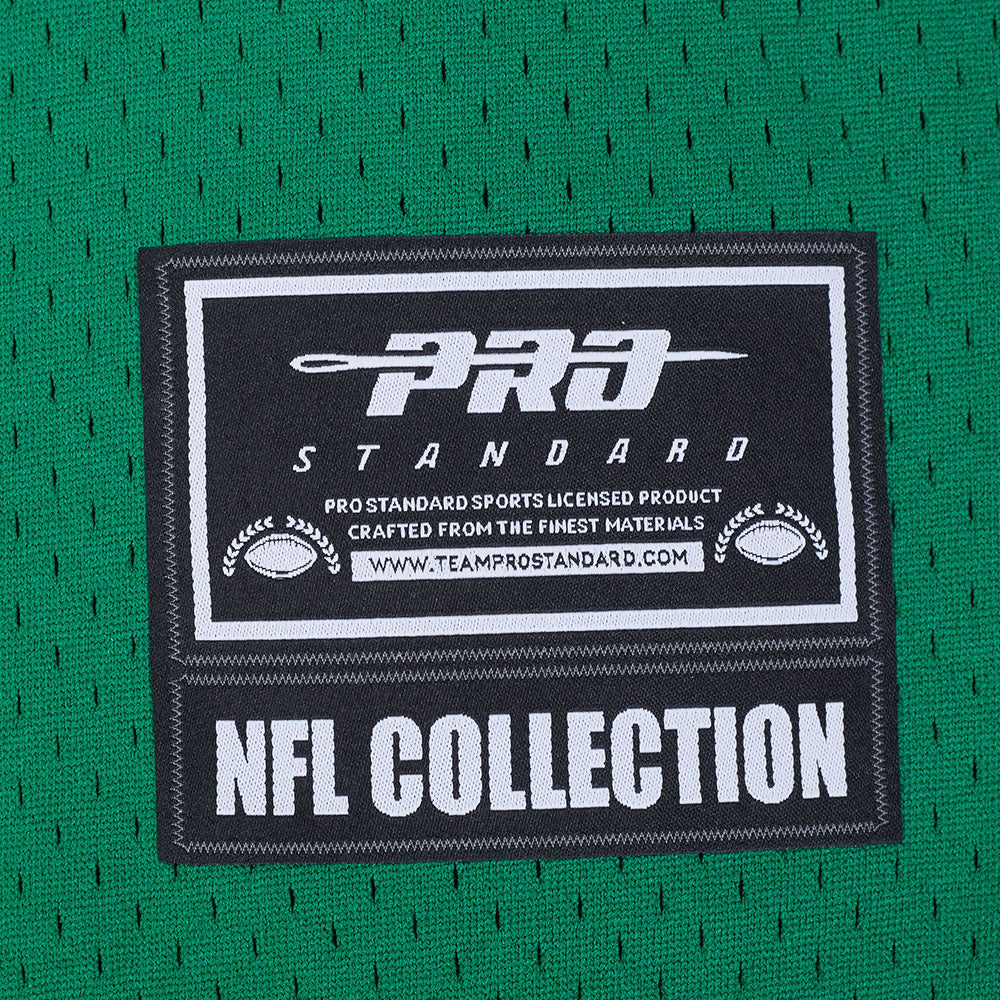 PRO
STANDARD
PRO STANDARD SPORTS LICENSED PRODUCT
CRAFTED FROM THE FINEST MATERIALS
WWW.TEAMPROSTANDARD.COM
NFL COLLECTION